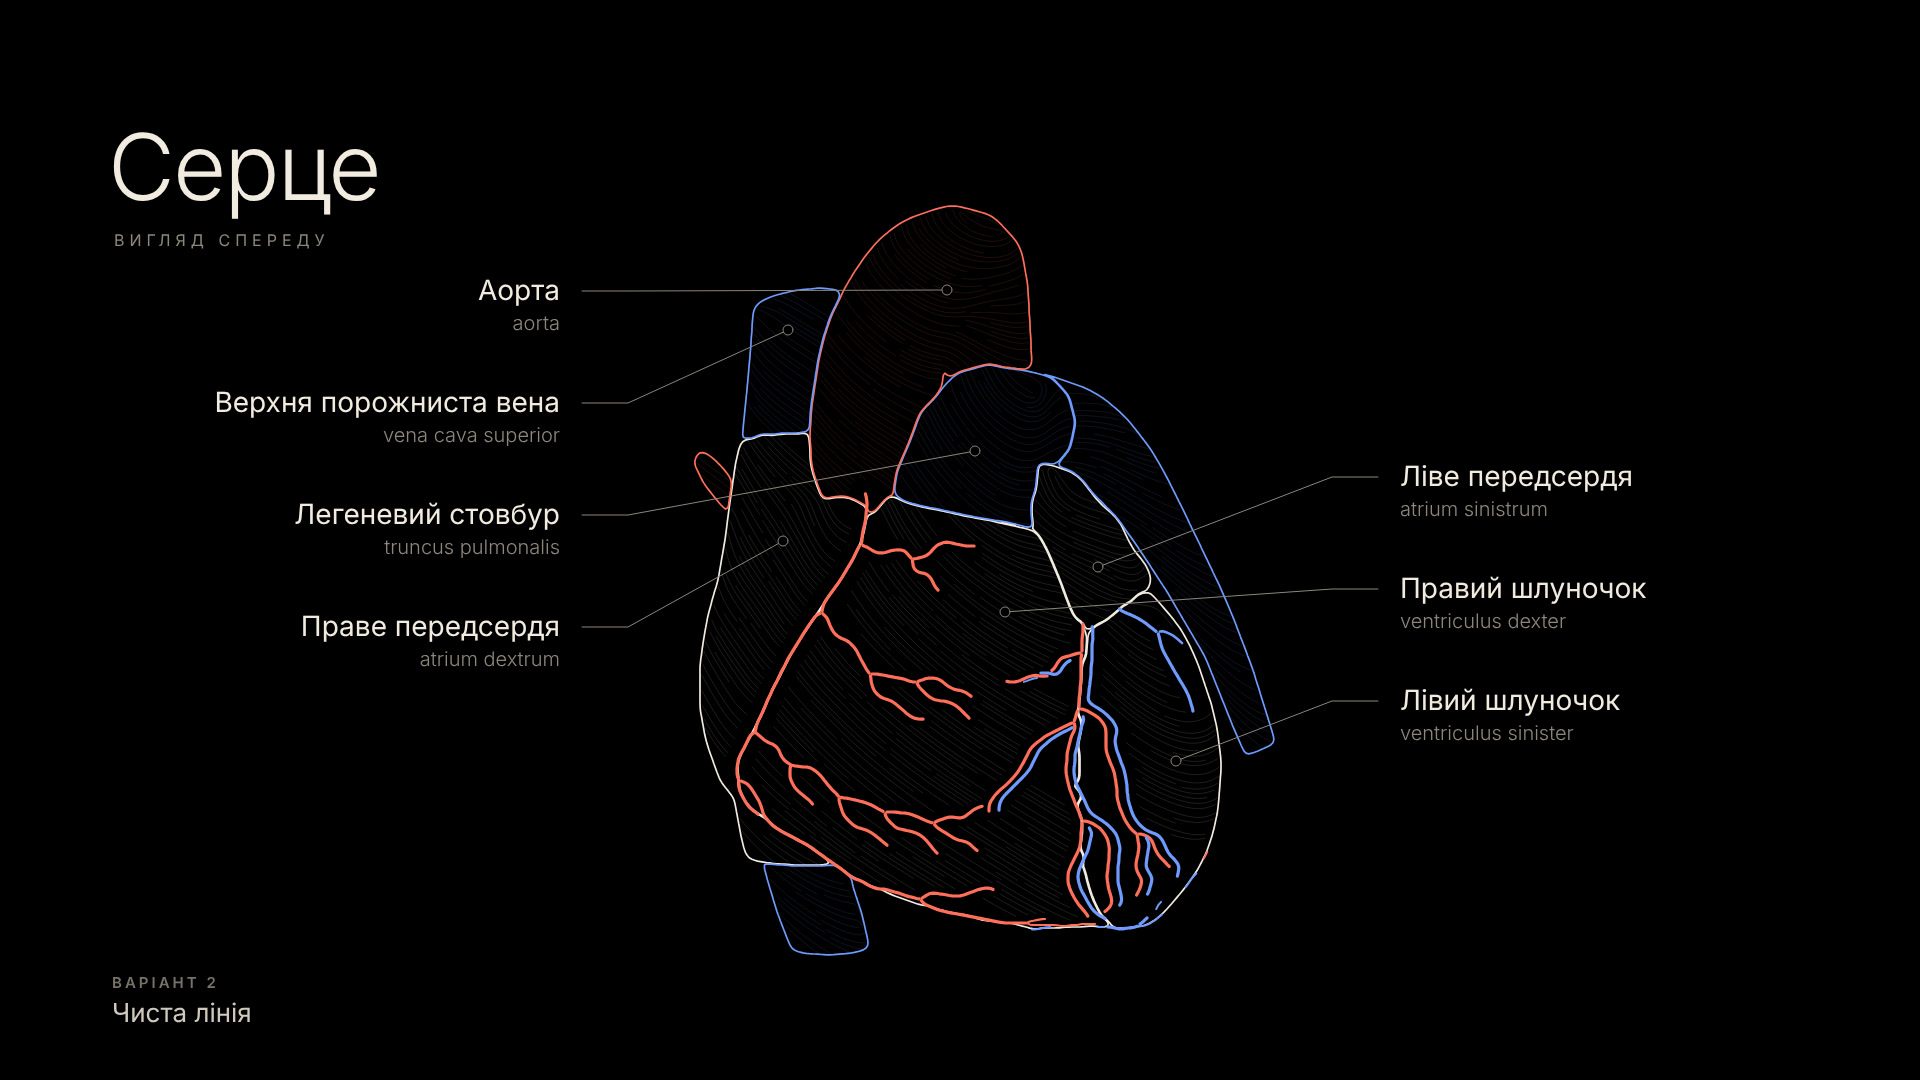 Серце
ВИГЛЯД СПЕРЕДУ
Аорта
aorta
Верхня порожниста вена
vena cava superior
Легеневий стовбур
truncus pulmonalis
Праве передсердя
atrium dextrum
Ліве передсердя
atrium sinistrum
Правий шлуночок
ventriculus dexter
Лівий шлуночок
ventriculus sinister
ВАРІАНТ 2
Чиста лінія